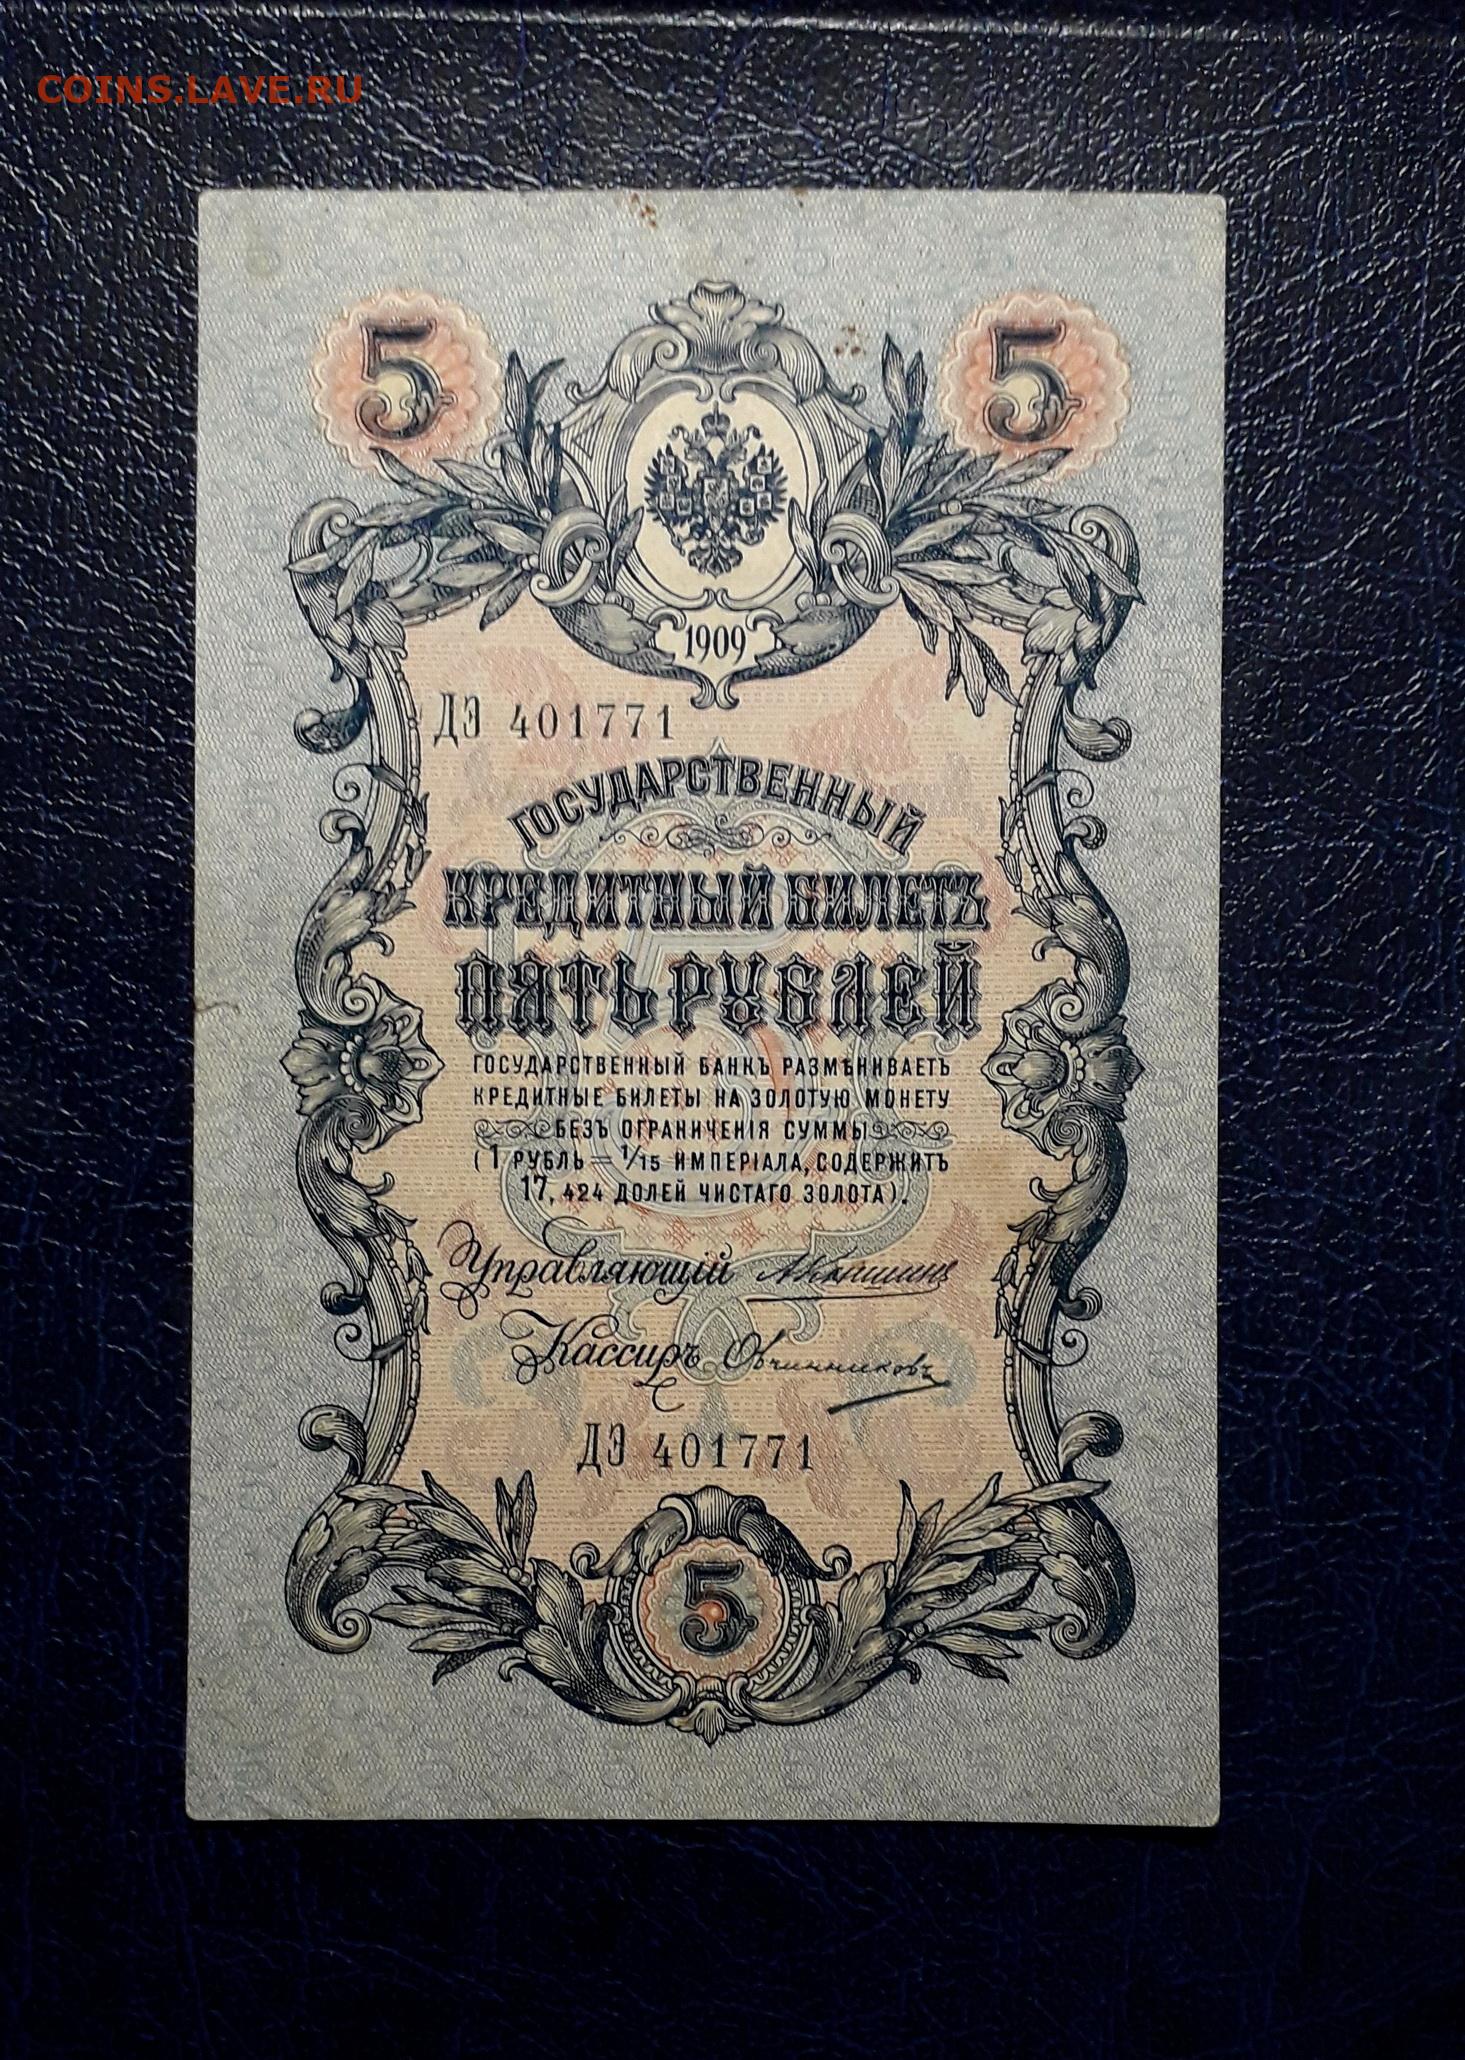 COINS.LAVE.RU
5 5
1909
ДЭ 401771
ГОСУДАРСТВЕННЫЙ
КРЕДИТНЫЙ БИЛЕТЪ
ПЯТЬ РУБЛЕЙ
ГОСУДАРСТВЕННЫЙ БАНКЪ РАЗМѢНИВАЕТЪ
КРЕДИТНЫЕ БИЛЕТЫ НА ЗОЛОТУЮ МОНЕТУ
БЕЗЪ ОГРАНИЧЕНІЯ СУММЫ
(1 РУБЛЬ = 1/15 ИМПЕРІАЛА, СОДЕРЖИТЪ
17,424 ДОЛЕЙ ЧИСТАГО ЗОЛОТА).
Управляющій АКоншинъ
Кассиръ Овчинниковъ
ДЭ 401771
5